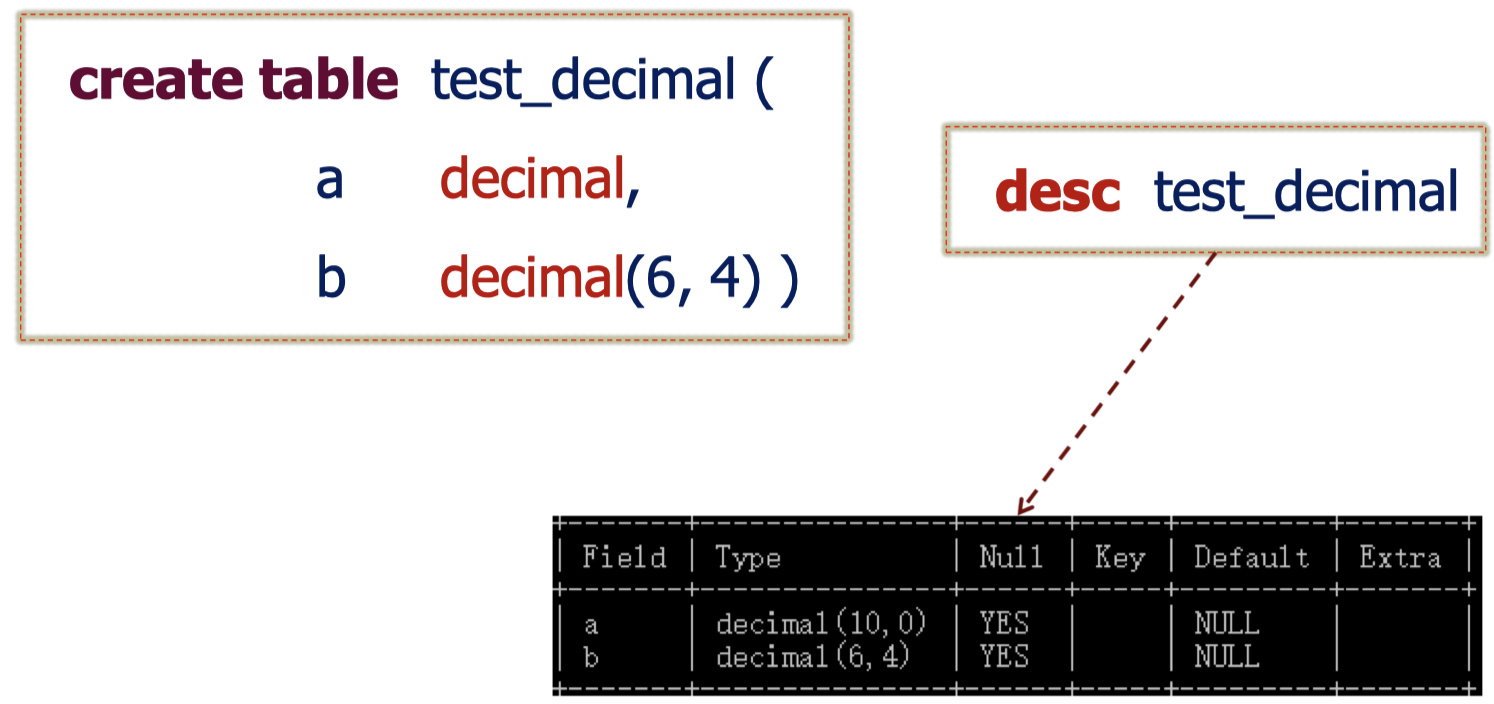 create table test_decimal (
a decimal,
b decimal(6, 4) )
desc test_decimal
Field Type Null Key Default Extra
a decimal(10,0) YES NULL
b decimal(6,4) YES NULL